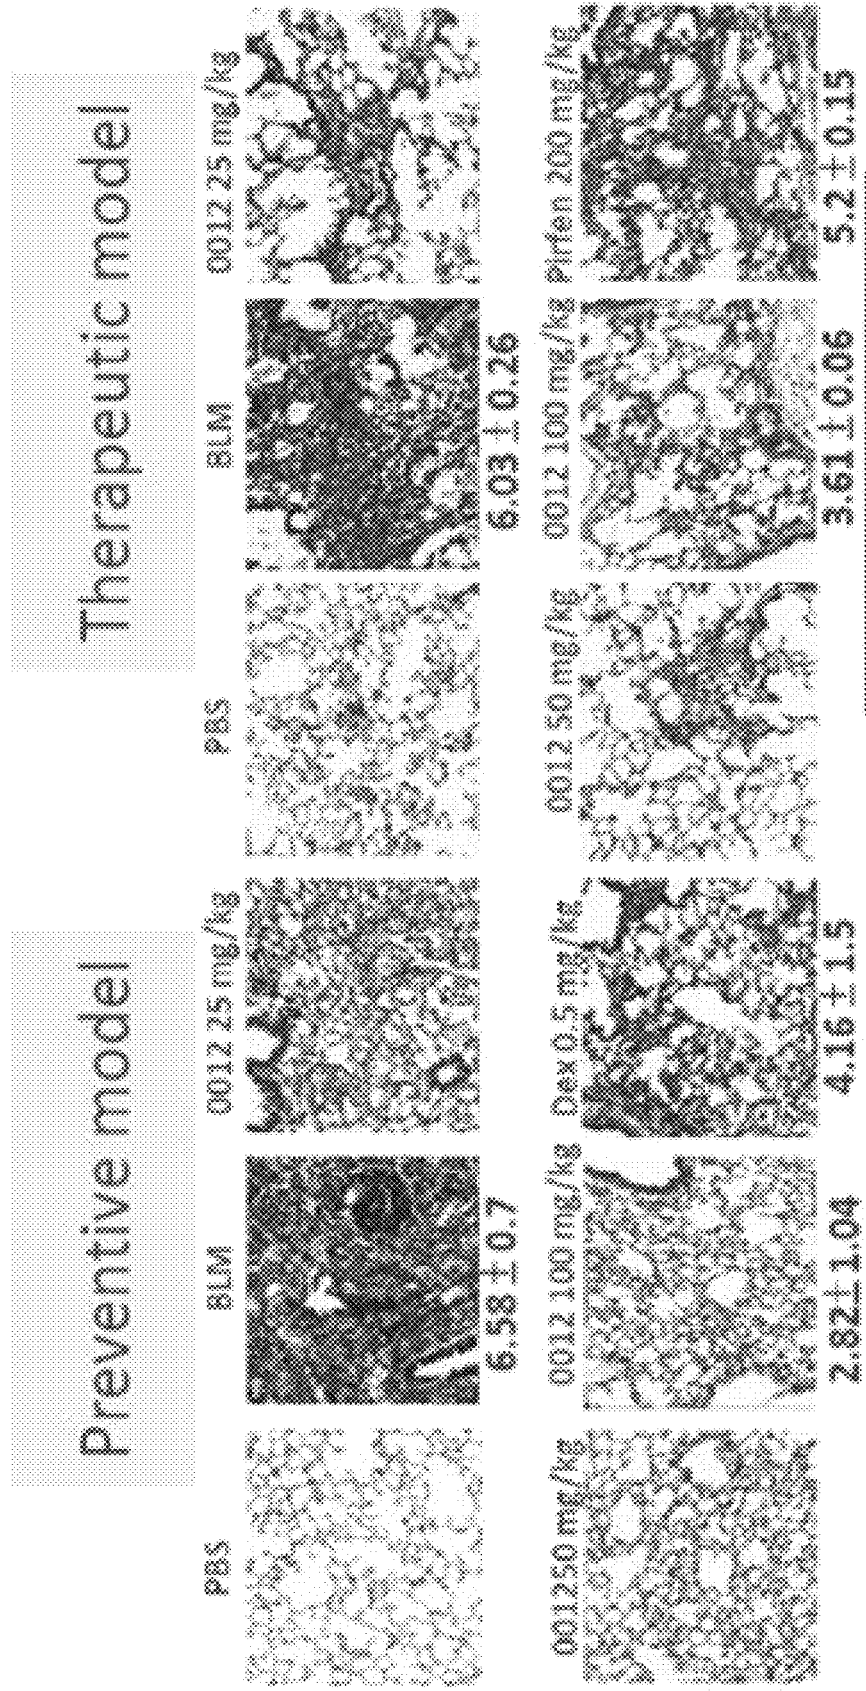 Preventive model
PBS
BLM
0012 25 mg/kg
6.58 ± 0.7
001250 mg/kg
0012 100 mg/kg
Dex 0.5 mg/kg
2.82± 1.04
4.16 ± 1.5
Therapeutic model
PBS
BLM
0012 25 mg/kg
6.03 ± 0.26
0012 50 mg/kg
0012 100 mg/kg
Pirfen 200 mg/kg
3.61 ± 0.06
5.2 ± 0.15